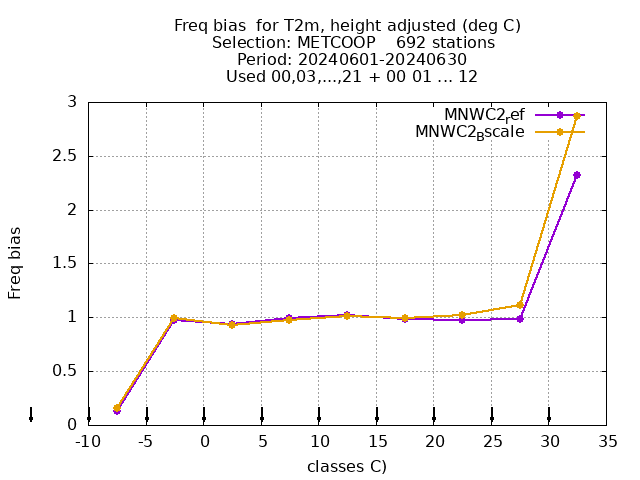 Freq bias  for T2m, height adjusted (deg C)
Selection: METCOOP    692 stations
Period: 20240601-20240630
Used 00,03,...,21 + 00 01 ... 12
MNWC2ref
MNWC2Bscale
3
2.5
2
1.5
1
0.5
0
Freq bias
-10 -5 0 5 10 15 20 25 30 35
classes C)